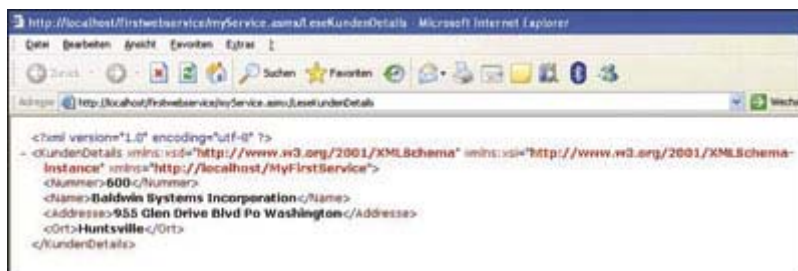 http://localhost/firstwebservice/myService.asmx/LeseKundenDetails - Microsoft Internet Explorer
Datei Bearbeiten Ansicht Favoriten Extras ?
Zurück Suchen Favoriten
Adresse http://localhost/firstwebservice/myService.asmx/LeseKundenDetails Wechs
<?xml version="1.0" encoding="utf-8" ?>
- <KundenDetails xmlns:xsd="http://www.w3.org/2001/XMLSchema" xmlns:xsi="http://www.w3.org/2001/XMLSchema-
instance" xmlns="http://localhost/MyFirstService">
<Nummer>600</Nummer>
<Name>Baldwin Systems Incorporation</Name>
<Addresse>955 Glen Drive Blvd Po Washington</Addresse>
<Ort>Huntsville</Ort>
</KundenDetails>